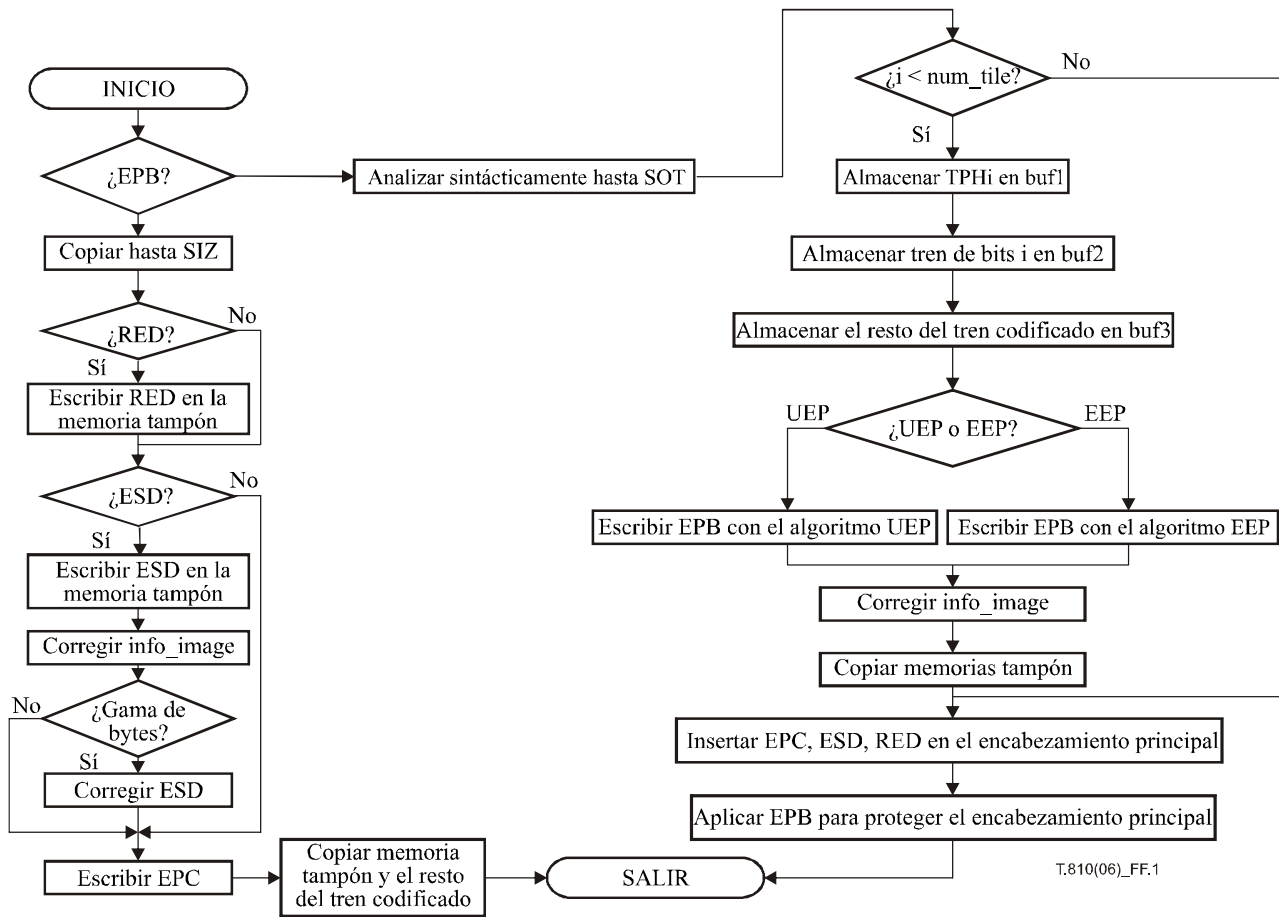 INICIO
¿EPB?
Copiar hasta SIZ
¿RED?
No
Sí
Escribir RED en la
memoria tampón
¿ESD?
No
Sí
Escribir ESD en la
memoria tampón
Corregir info_image
¿Gama de
bytes?
No
Sí
Corregir ESD
Escribir EPC
Copiar memoria
tampón y el resto
del tren codificado
SALIR
Analizar sintácticamente hasta SOT
¿i < num_tile?
No
Sí
Almacenar TPHi en buf1
Almacenar tren de bits i en buf2
Almacenar el resto del tren codificado en buf3
UEP
¿UEP o EEP?
EEP
Escribir EPB con el algoritmo UEP
Escribir EPB con el algoritmo EEP
Corregir info_image
Copiar memorias tampón
Insertar EPC, ESD, RED en el encabezamiento principal
Aplicar EPB para proteger el encabezamiento principal
T.810(06)_FF.1